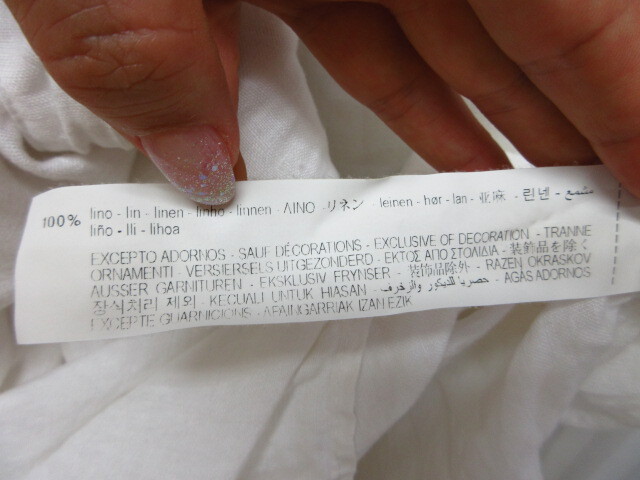 100% lino - lin - linen - linho - linnen - ΛΙΝΟ - リネン leinen - hør - lan - 亚麻 - 린넨 - مشمع -
liño - lli - lihoa
EXCEPTO ADORNOS - SAUF DÉCORATIONS - EXCLUSIVE OF DECORATION - TRANNE
ORNAMENTI - VERSIERSELS UITGEZONDERD - ΕΚΤΟΣ ΑΠΟ ΣΤΟΛΙΔΙΑ - 装飾品を除く
AUSSER GARNITUREN - EKSKLUSIV FRYNSER - 装饰品除外 - RAZEN OKRASKOV
장식처리 제외 - KECUALI UNTUK HIASAN - حصرية للديكور والزخرف - AGAS ADORNOS
EXCEPTE GUARNICIONS - APAINGARRIAK IZAN EZIK